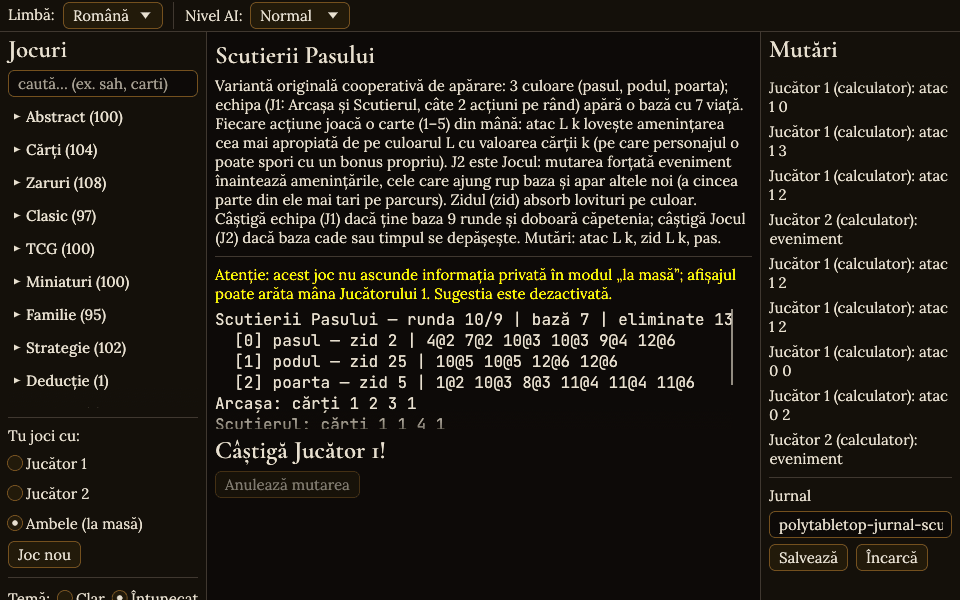 Limbă: Română Nivel AI: Normal
Jocuri
caută... (ex. sah, carti)
Abstract (100)
Cărți (104)
Zaruri (108)
Clasic (97)
TCG (100)
Miniaturi (100)
Familie (95)
Strategie (102)
Deducție (1)
Tu joci cu:
Jucător 1
Jucător 2
Ambele (la masă)
Joc nou
Temă: Clar Întunecat
Scutierii Pasului
Variantă originală cooperativă de apărare: 3 culoare (pasul, podul, poarta);
echipa (J1: Arcașa și Scutierul, câte 2 acțiuni pe rând) apără o bază cu 7 viață.
Fiecare acțiune joacă o carte (1–5) din mână: atac L k lovește amenințarea
cea mai apropiată de pe culoarul L cu valoarea cărții k (pe care personajul o
poate spori cu un bonus propriu). J2 este Jocul: mutarea forțată eveniment
înaintează amenințările, cele care ajung rup baza și apar altele noi (a cincea
parte din ele mai tari pe parcurs). Zidul (zid) absorb lovituri pe culoar.
Câștigă echipa (J1) dacă ține baza 9 runde și doboară căpetenia; câștigă Jocul
(J2) dacă baza cade sau timpul se depășește. Mutări: atac L k, zid L k, pas.
Atenție: acest joc nu ascunde informația privată în modul „la masă”; afișajul
poate arăta mâna Jucătorului 1. Sugestia este dezactivată.
Scutierii Pasului — runda 10/9 | bază 7 | eliminate 13
[0] pasul — zid 2 | 4@2 7@2 10@3 10@3 9@4 12@6
[1] podul — zid 25 | 10@5 10@5 12@6 12@6
[2] poarta — zid 5 | 1@2 10@3 8@3 11@4 11@4 11@6
Arcașa: cărți 1 2 3 1
Scutierul: cărți 1 1 4 1
Câștigă Jucător 1!
Anulează mutarea
Mutări
Jucător 1 (calculator): atac
1 0
Jucător 1 (calculator): atac
1 3
Jucător 1 (calculator): atac
1 2
Jucător 2 (calculator):
eveniment
Jucător 1 (calculator): atac
1 2
Jucător 1 (calculator): atac
1 2
Jucător 1 (calculator): atac
0 0
Jucător 1 (calculator): atac
0 2
Jucător 2 (calculator):
eveniment
Jurnal
polytabletop-jurnal-scu
Salvează Încarcă